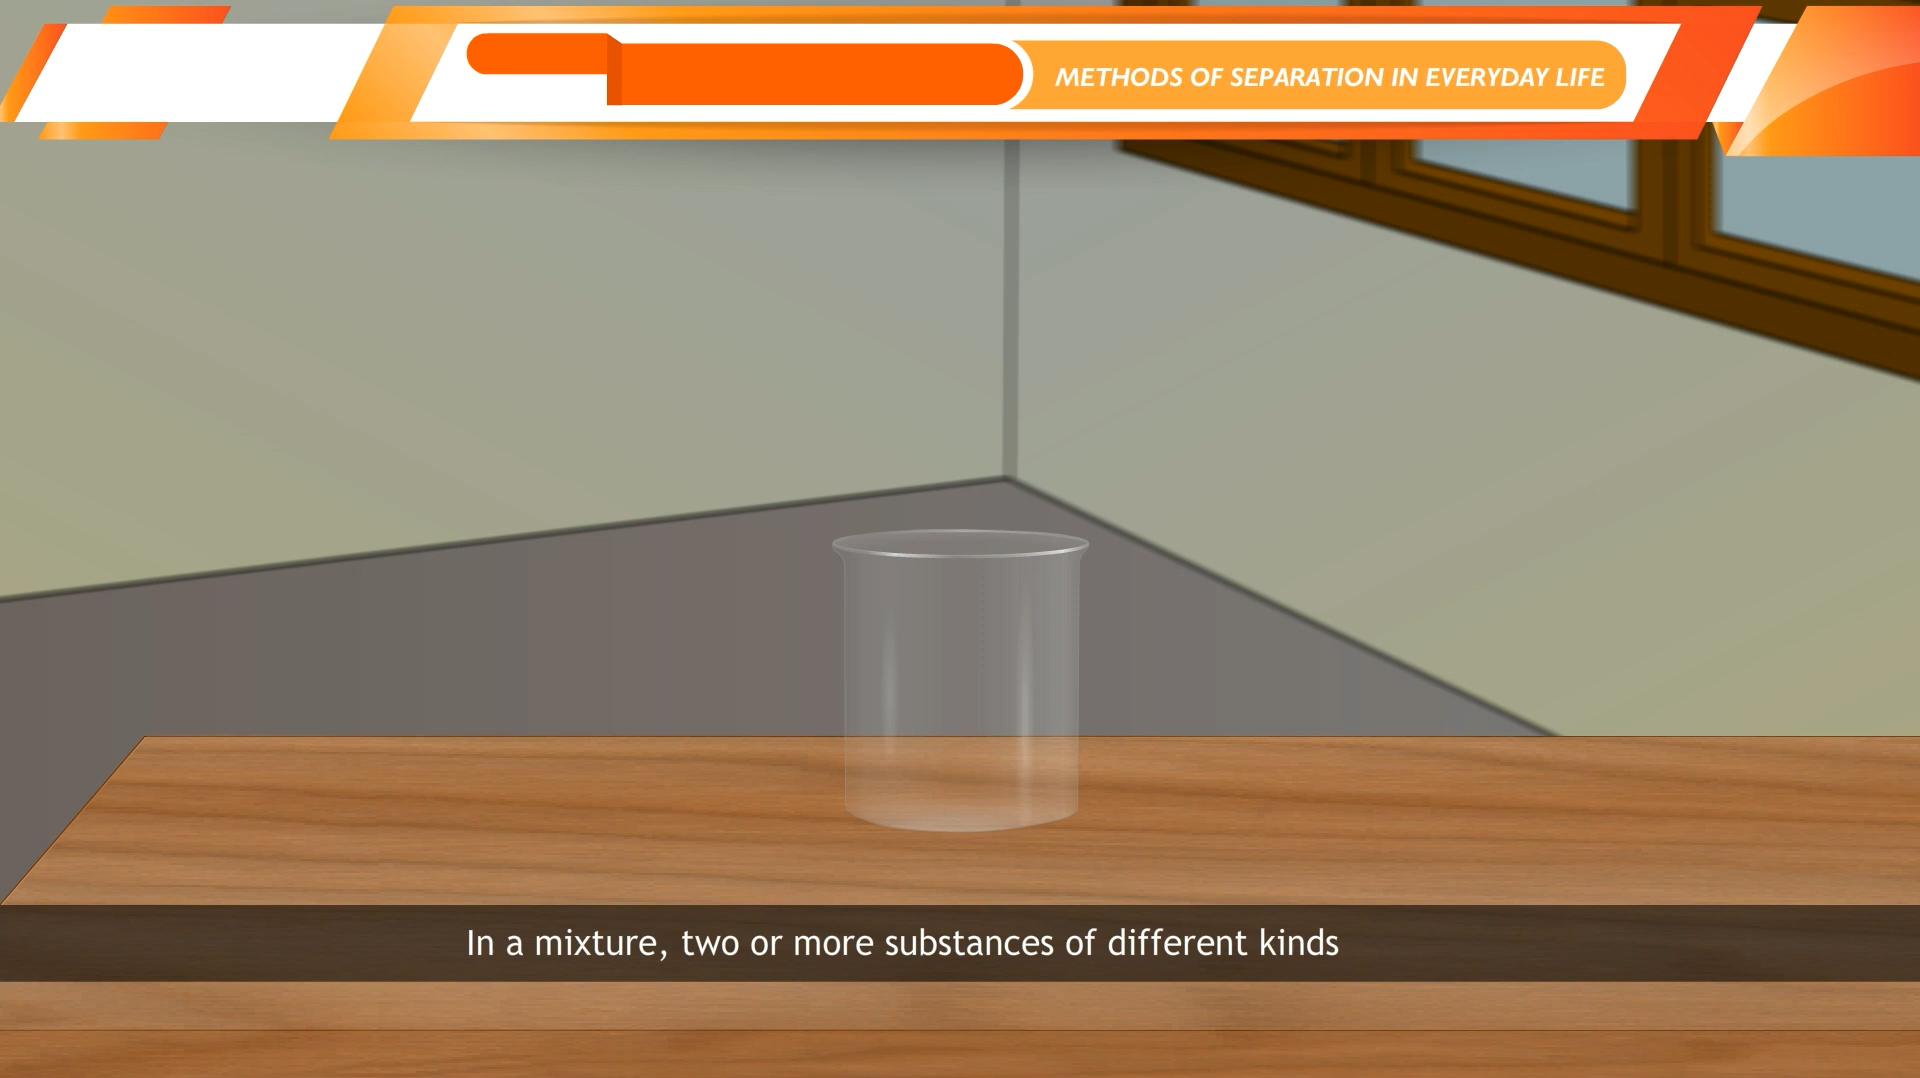 METHODS OF SEPARATION IN EVERYDAY LIFE
In a mixture, two or more substances of different kinds